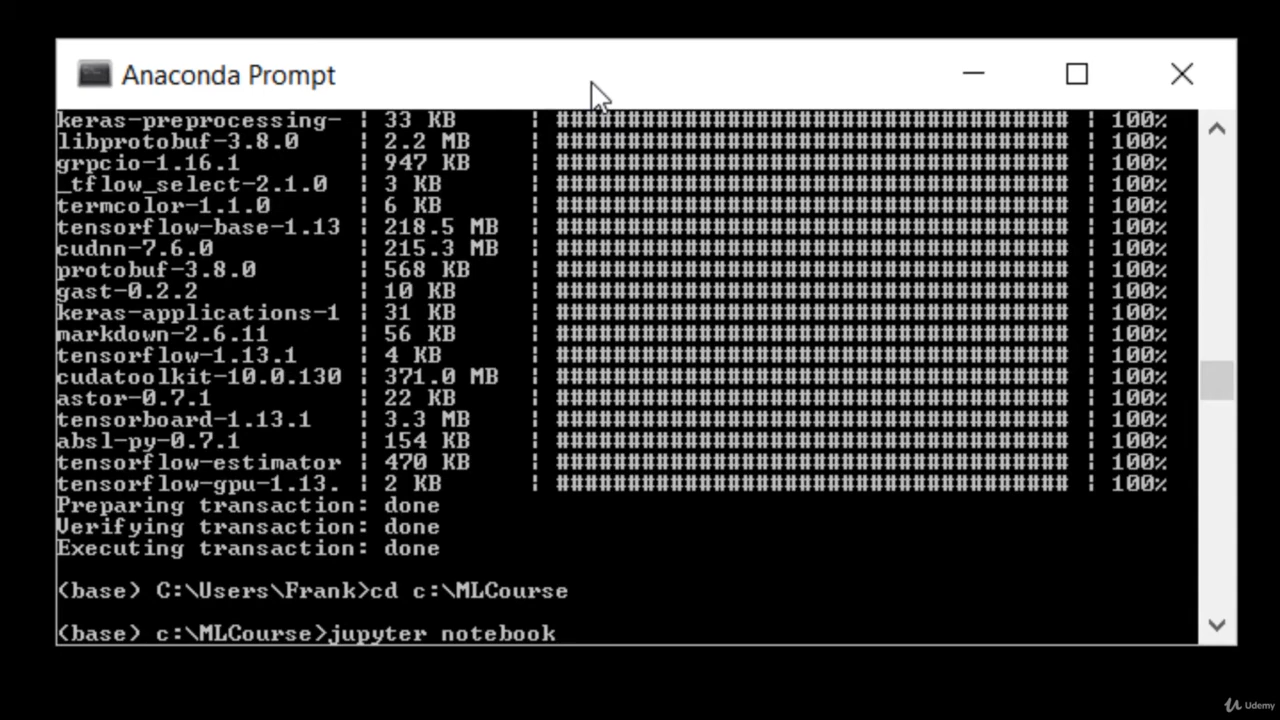 Anaconda Prompt
keras-preprocessing- | 33 KB | #################################### | 100%
libprotobuf-3.8.0 | 2.2 MB | #################################### | 100%
grpcio-1.16.1 | 947 KB | #################################### | 100%
_tflow_select-2.1.0 | 3 KB | #################################### | 100%
termcolor-1.1.0 | 6 KB | #################################### | 100%
tensorflow-base-1.13 | 218.5 MB | #################################### | 100%
cudnn-7.6.0 | 215.3 MB | #################################### | 100%
protobuf-3.8.0 | 568 KB | #################################### | 100%
gast-0.2.2 | 10 KB | #################################### | 100%
keras-applications-1 | 31 KB | #################################### | 100%
markdown-2.6.11 | 56 KB | #################################### | 100%
tensorflow-1.13.1 | 4 KB | #################################### | 100%
cudatoolkit-10.0.130 | 371.0 MB | #################################### | 100%
astor-0.7.1 | 22 KB | #################################### | 100%
tensorboard-1.13.1 | 3.3 MB | #################################### | 100%
absl-py-0.7.1 | 154 KB | #################################### | 100%
tensorflow-estimator | 470 KB | #################################### | 100%
tensorflow-gpu-1.13. | 2 KB | #################################### | 100%
Preparing transaction: done
Verifying transaction: done
Executing transaction: done
(base) C:\Users\Frank>cd c:\MLCourse
(base) c:\MLCourse>jupyter notebook
Udemy